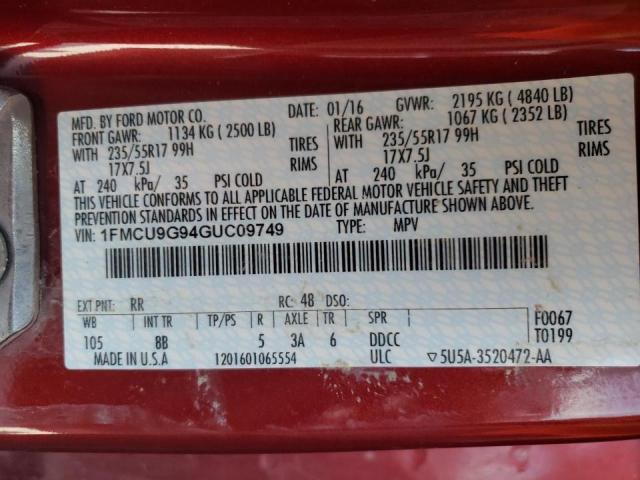 MFD. BY FORD MOTOR CO. DATE: 01/16 GVWR: 2195 KG ( 4840 LB)
FRONT GAWR: 1134 KG ( 2500 LB) REAR GAWR: 1067 KG ( 2352 LB)
WITH 235/55R17 99H TIRES WITH 235/55R17 99H TIRES
17X7.5J RIMS 17X7.5J RIMS
AT 240 kPa/ 35 PSI COLD AT 240 kPa/ 35 PSI COLD
THIS VEHICLE CONFORMS TO ALL APPLICABLE FEDERAL MOTOR VEHICLE SAFETY AND THEFT
PREVENTION STANDARDS IN EFFECT ON THE DATE OF MANUFACTURE SHOWN ABOVE.
VIN: 1FMCU9G94GUC09749 TYPE: MPV
EXT PNT: RR RC: 48 DSO:
WB INT TR TP/PS R AXLE TR SPR F0067
105 8B 5 3A 6 DDCC T0199
MADE IN U.S.A 1201601065554 ULC ▽5U5A-3520472-AA